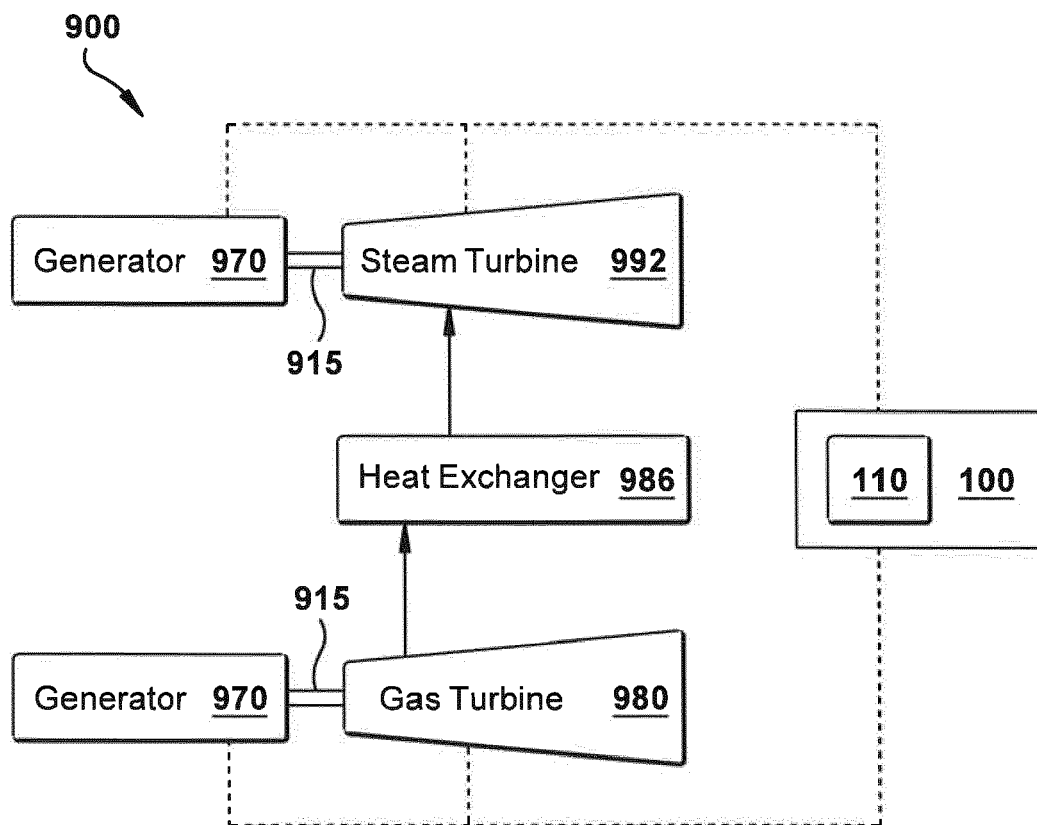 900
Generator 970
Steam Turbine 992
915
Heat Exchanger 986
110 100
915
Generator 970
Gas Turbine 980